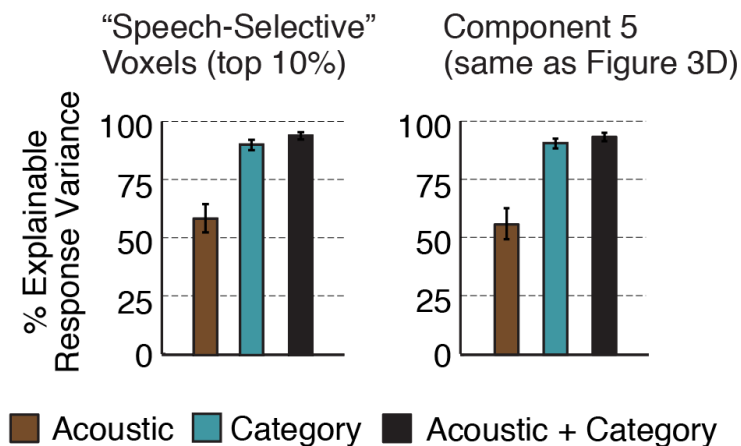 “Speech-Selective”
Voxels (top 10%)
Component 5
(same as Figure 3D)
% Explainable
Response Variance
100
75
50
25
0
100
75
50
25
0
Acoustic
Category
Acoustic + Category